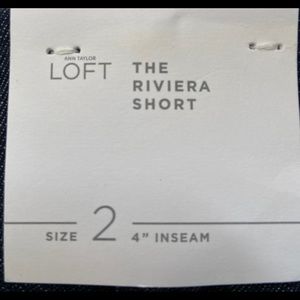 ANN TAYLOR
LOFT
THE
RIVIERA
SHORT
SIZE 2 4" INSEAM